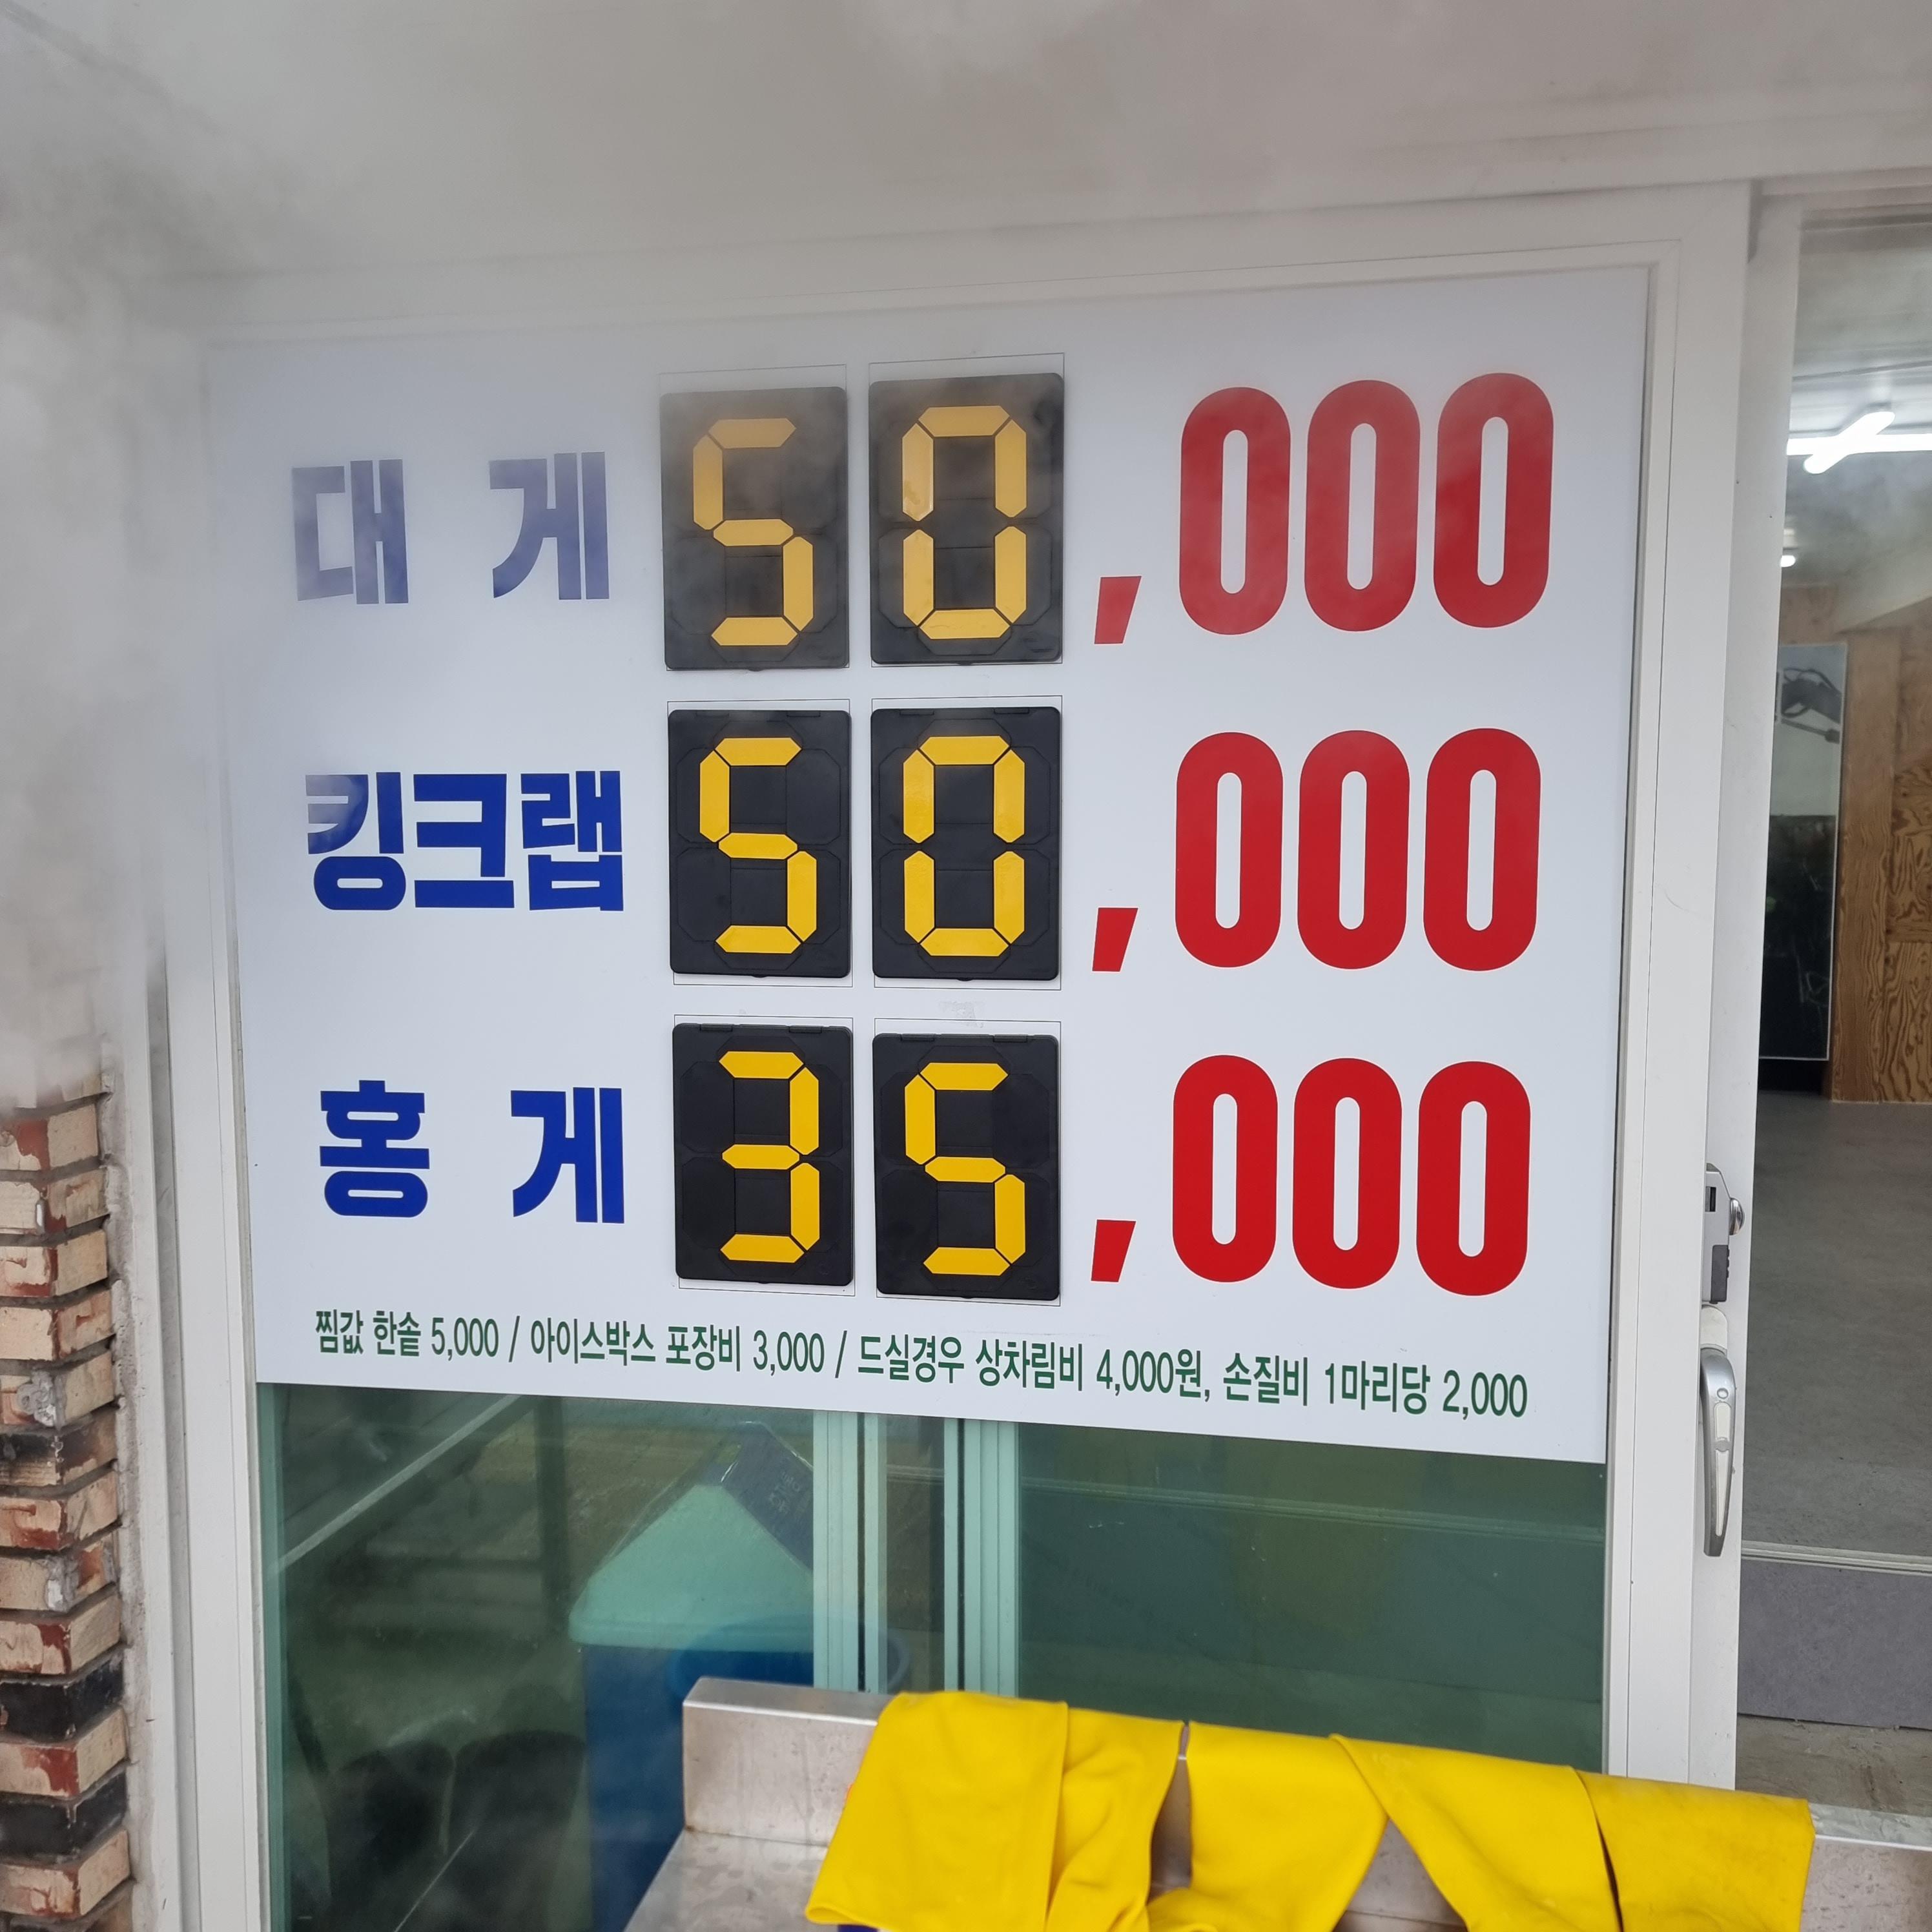 대 게 50,000
킹크랩 50,000
홍 게 35,000
찜값 한솥 5,000 / 아이스박스 포장비 3,000 / 드실경우 상차림비 4,000원, 손질비 1마리당 2,000